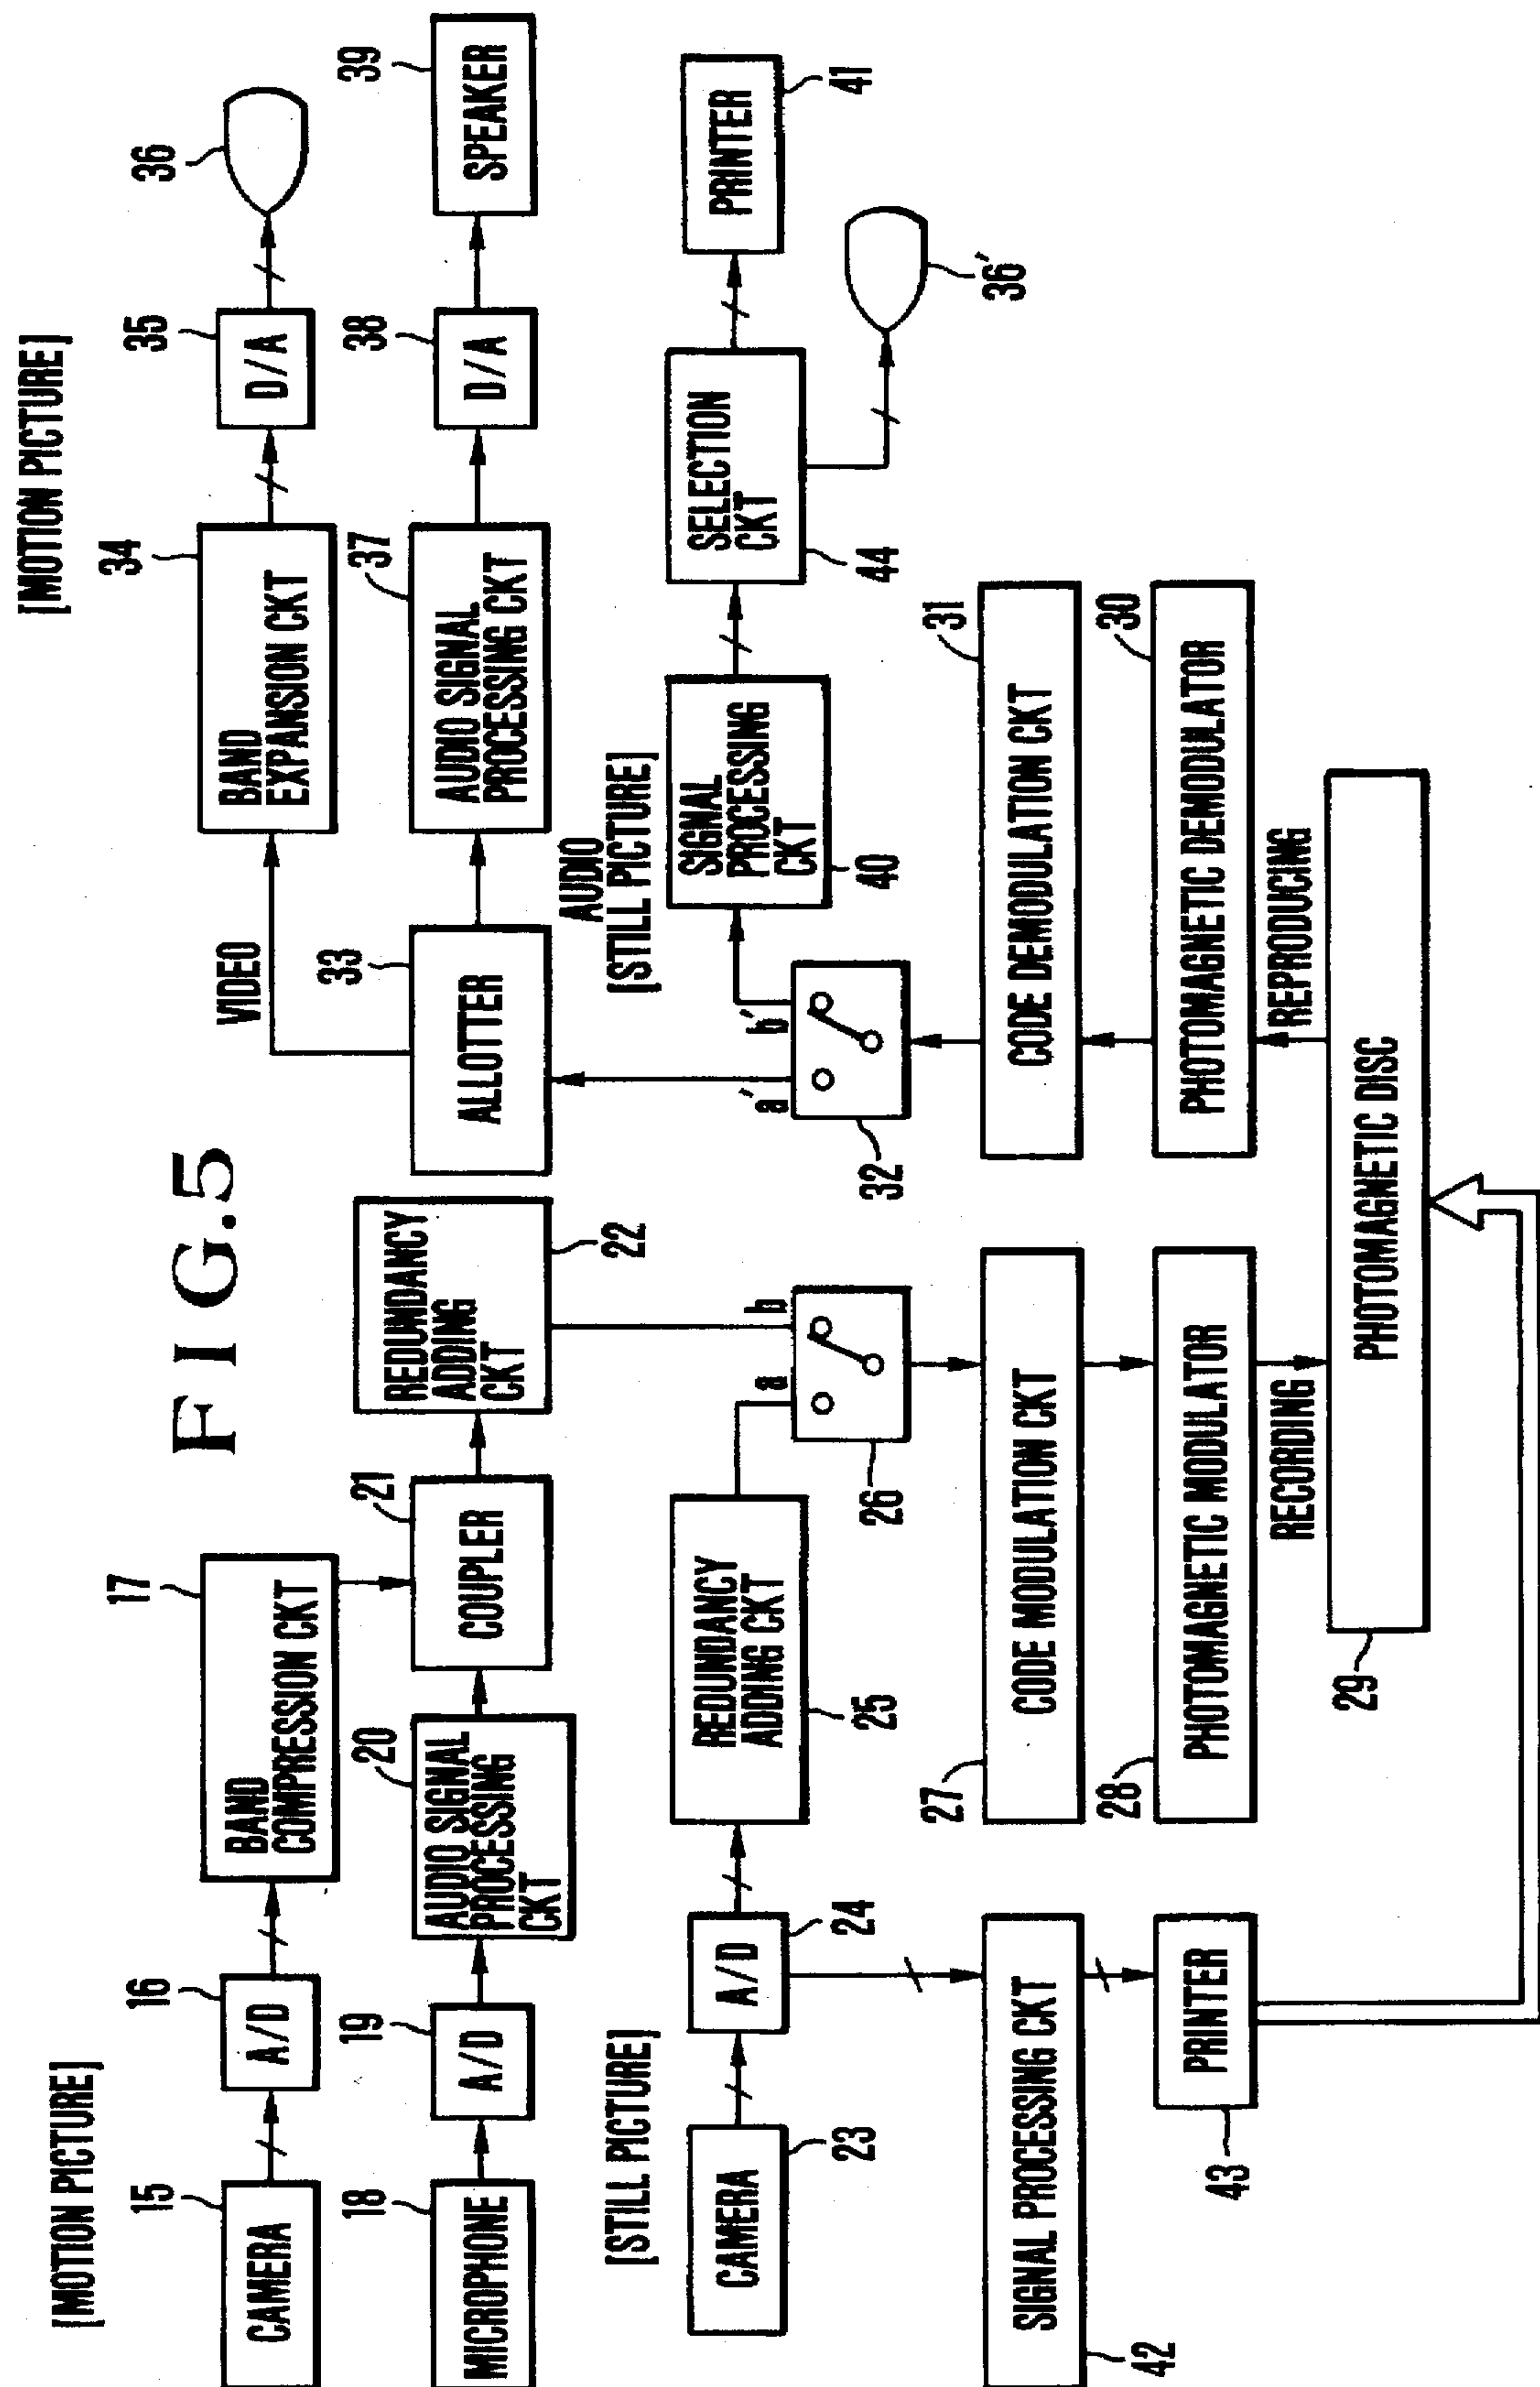 FIG.5
[MOTION PICTURE]
15
CAMERA
16
A/D
17
BAND
COMPRESSION CKT
18
MICROPHONE
19
A/D
20
AUDIO SIGNAL
PROCESSING
CKT
21
COUPLER
REDUNDANCY
ADDING
CKT
22
[STILL PICTURE]
CAMERA
23
A/D
24
REDUNDANCY
ADDING CKT
25
a
b
26
SIGNAL PROCESSING CKT
42
PRINTER
43
27
CODE MODULATION CKT
28
PHOTOMAGNETIC MODULATOR
RECORDING
PHOTOMAGNETIC DISC
29
REPRODUCING
PHOTOMAGNETIC DEMODULATOR
30
CODE DEMODULATION CKT
31
a'
b'
32
33
ALLOTTER
VIDEO
[MOTION PICTURE]
34
BAND
EXPANSION CKT
35
D/A
36
AUDIO SIGNAL
PROCESSING CKT
37
38
D/A
39
SPEAKER
AUDIO
[STILL PICTURE]
SIGNAL
PROCESSING
CKT
40
SELECTION
CKT
44
PRINTER
41
36'